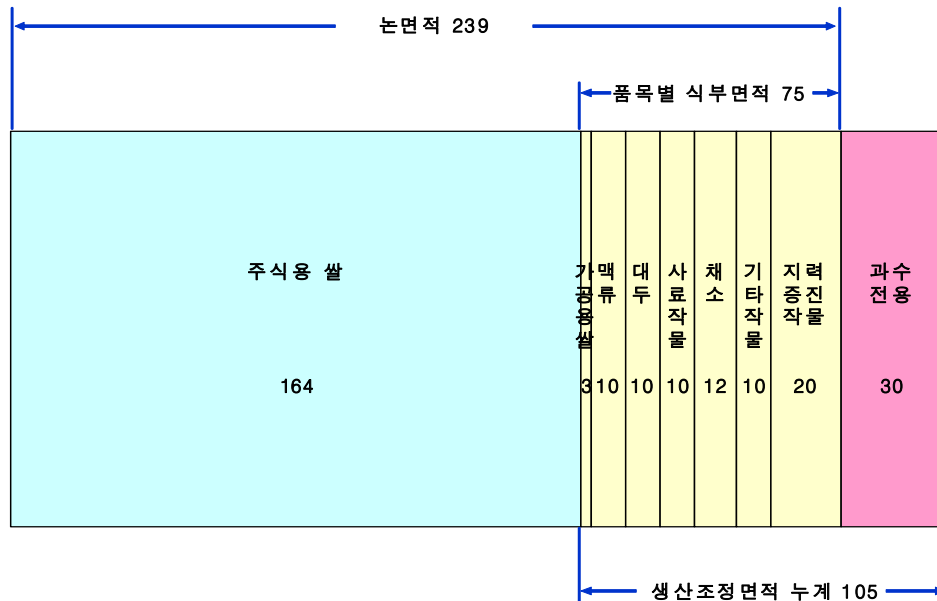 논면적 239
품목별 식부면적 75
주식용 쌀
164
가공용쌀
3
맥류
10
대두
10
사료작물
10
채소
12
기타작물
10
지력증진작물
20
과수
전용
30
생산조정면적 누계 105